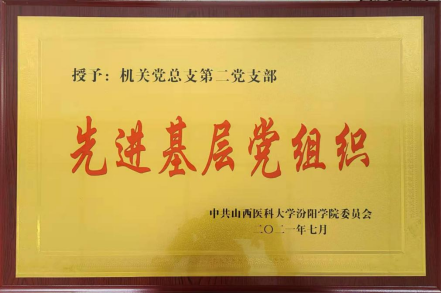 授予：机关党总支第二党支部
先进基层党组织
中共山西医科大学汾阳学院委员会
二〇二一年七月